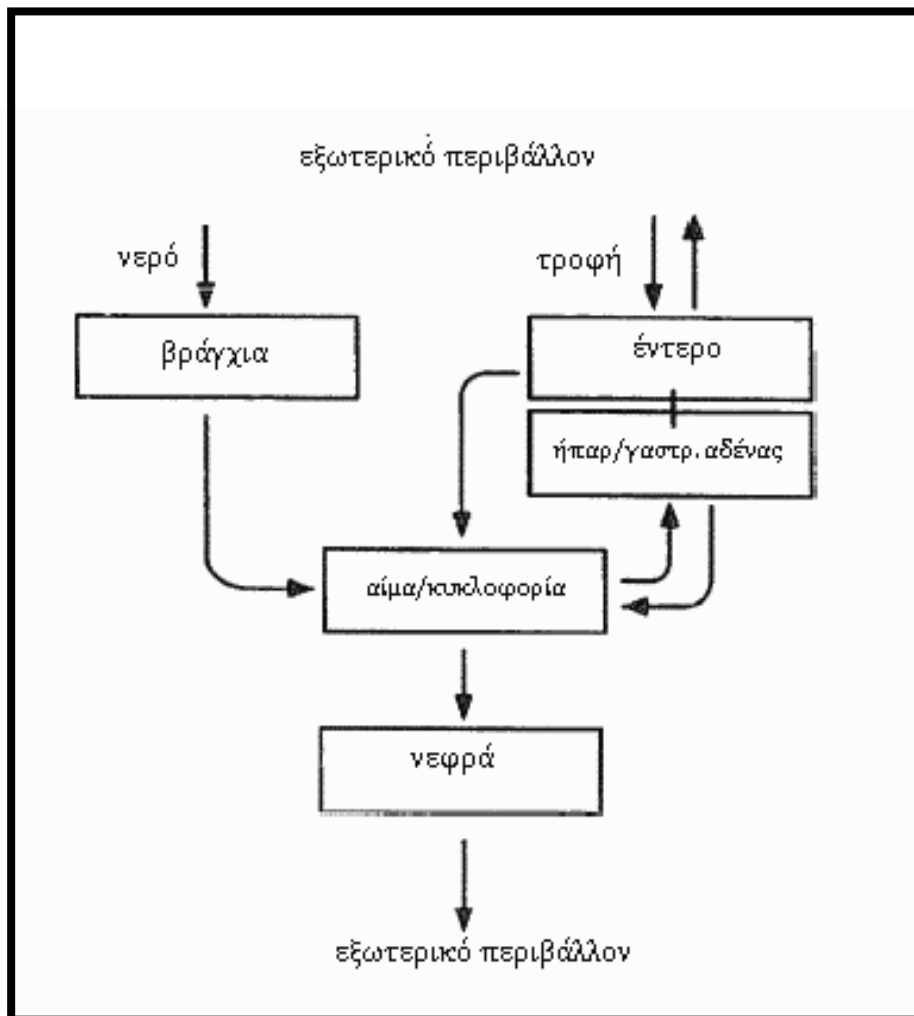 εξωτερικό περιβάλλον
νερό
τροφή
βράγχια
έντερο
ήπαρ/γαστρ. αδένας
αίμα/κυκλοφορία
νεφρά
εξωτερικό περιβάλλον